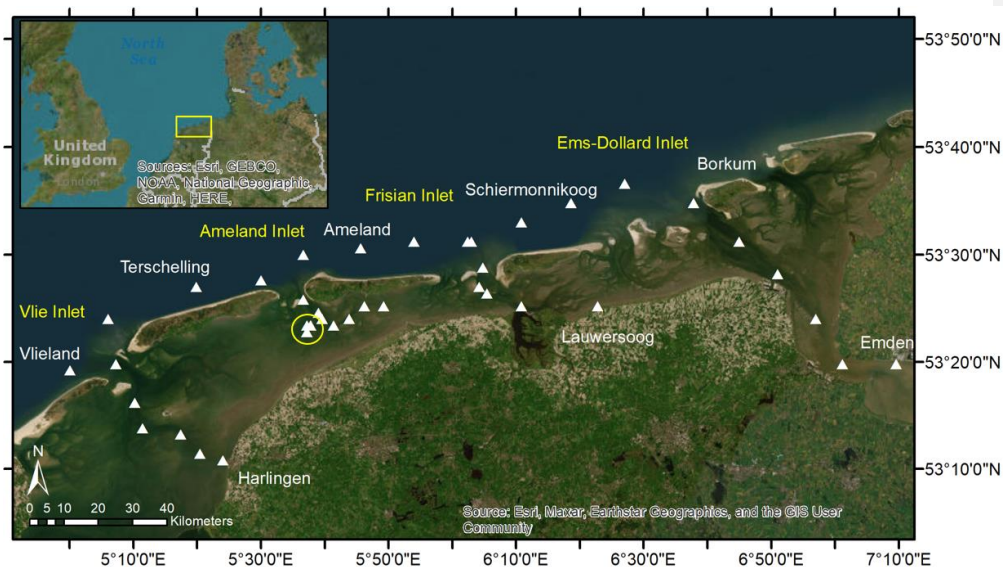 North
Sea
United
Kingdom
London
Sources: Esri, GEBCO,
NOAA, National Geographic,
Garmin, HERE,
53°50'0"N
53°40'0"N
53°30'0"N
53°20'0"N
53°10'0"N
Ems-Dollard Inlet
Borkum
Schiermonnikoog
Frisian Inlet
Ameland
Ameland Inlet
Terschelling
Vlie Inlet
Vlieland
Lauwersoog
Emden
Harlingen
N
0 5 10 20 30 40
Kilometers
Source: Esri, Maxar, Earthstar Geographics, and the GIS User
Community
5°10'0"E 5°30'0"E 5°50'0"E 6°10'0"E 6°30'0"E 6°50'0"E 7°10'0"E